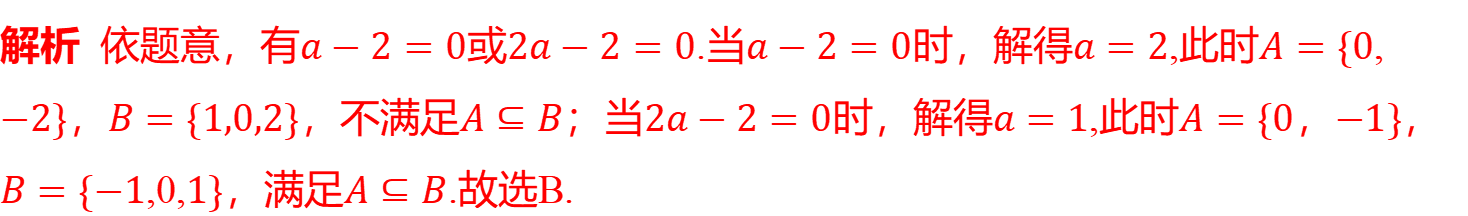 解析 依题意，有a − 2 = 0或2a − 2 = 0.当a − 2 = 0时，解得a = 2,此时A = {0,
−2}，B = {1,0,2}，不满足A ⊆ B；当2a − 2 = 0时，解得a = 1,此时A = {0，−1}，
B = {−1,0,1}，满足A ⊆ B.故选B.